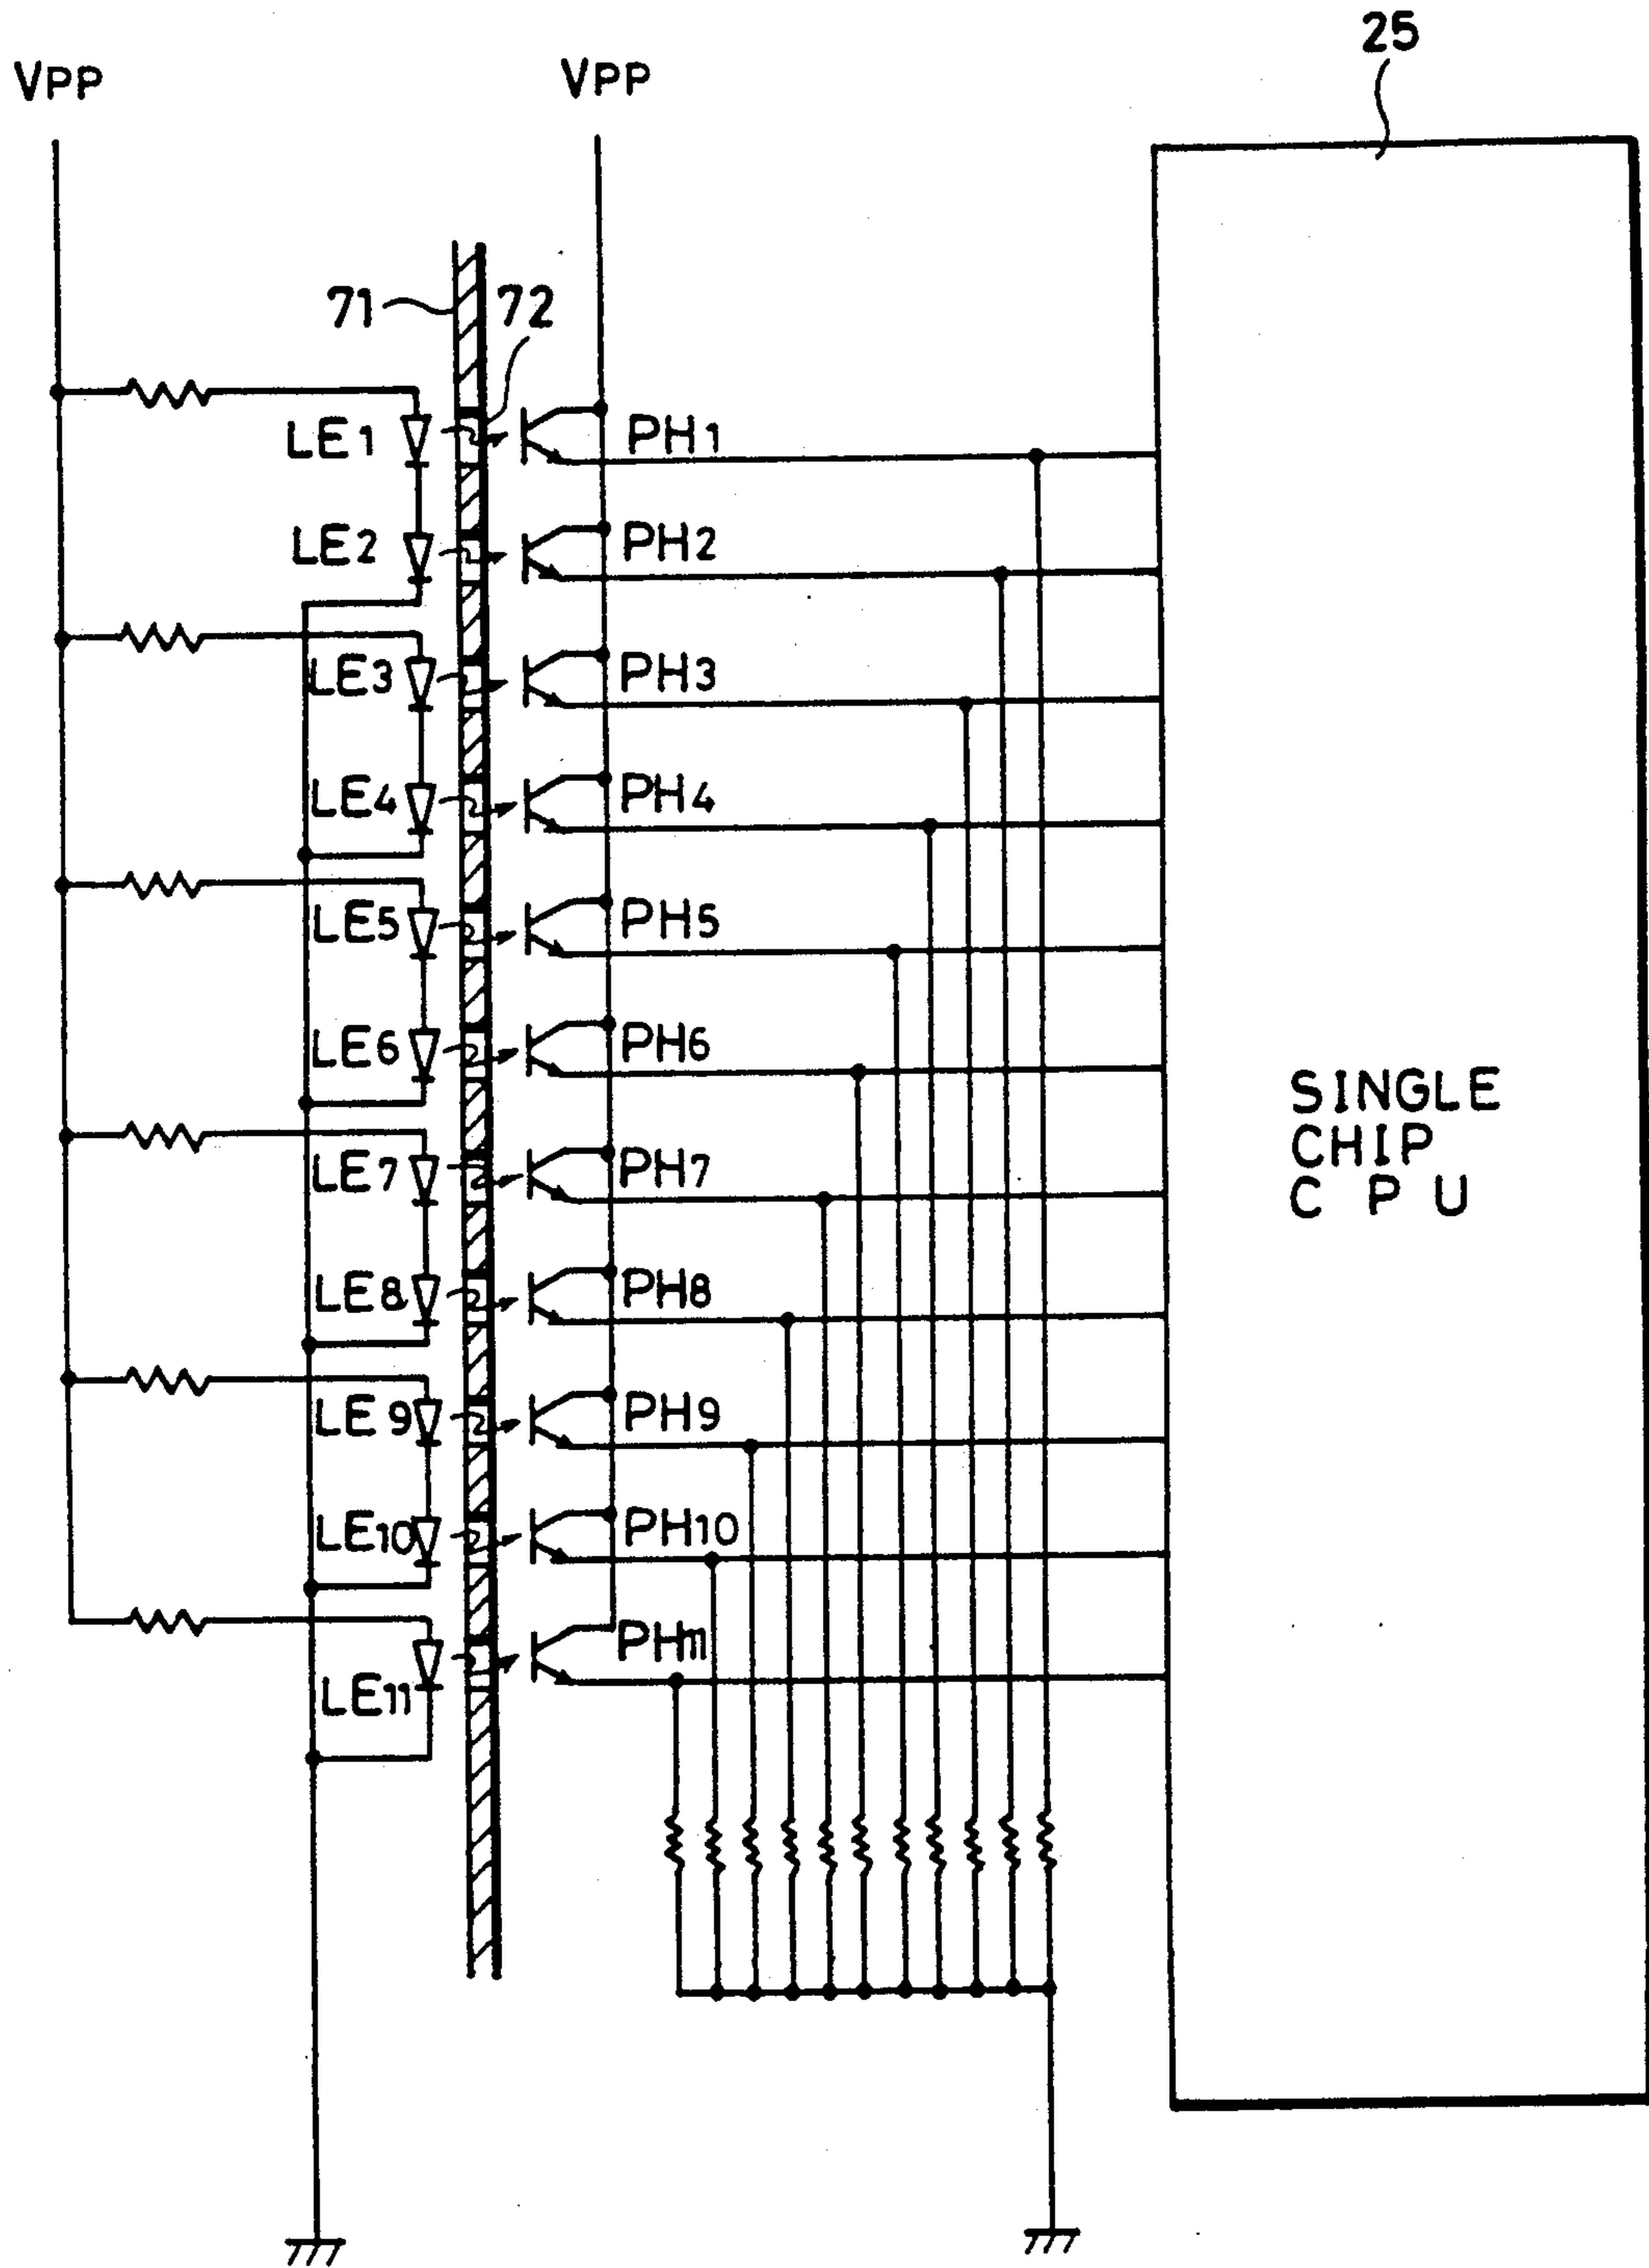 25
VPP
VPP
71
72
LE1
PH1
LE2
PH2
LE3
PH3
LE4
PH4
LE5
PH5
LE6
PH6
LE7
PH7
LE8
PH8
LE9
PH9
LE10
PH10
LE11
PH11
SINGLE
CHIP
C P U